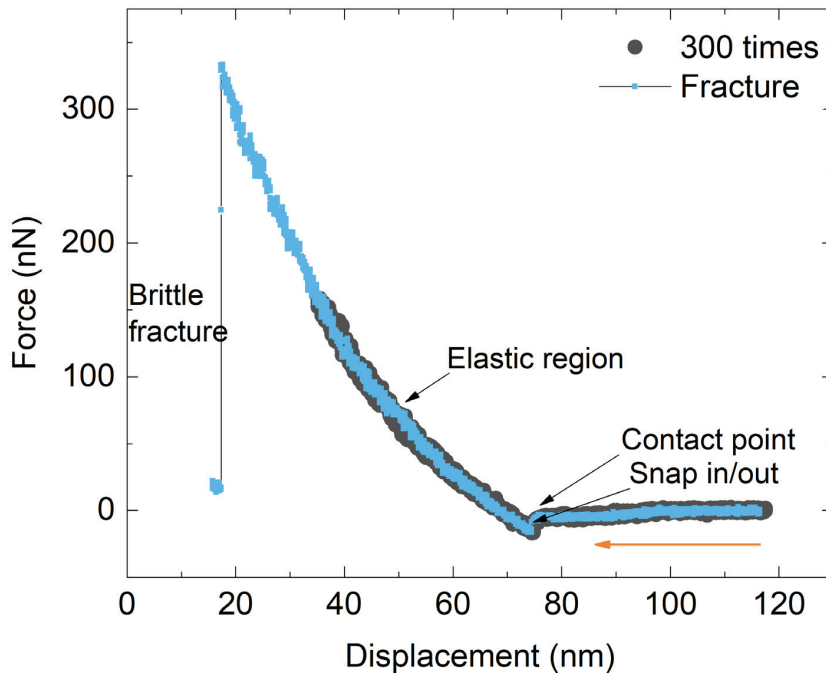 300 times
Fracture
300
200
100
0
Force (nN)
Brittle
fracture
Elastic region
Contact point
Snap in/out
0 20 40 60 80 100 120
Displacement (nm)